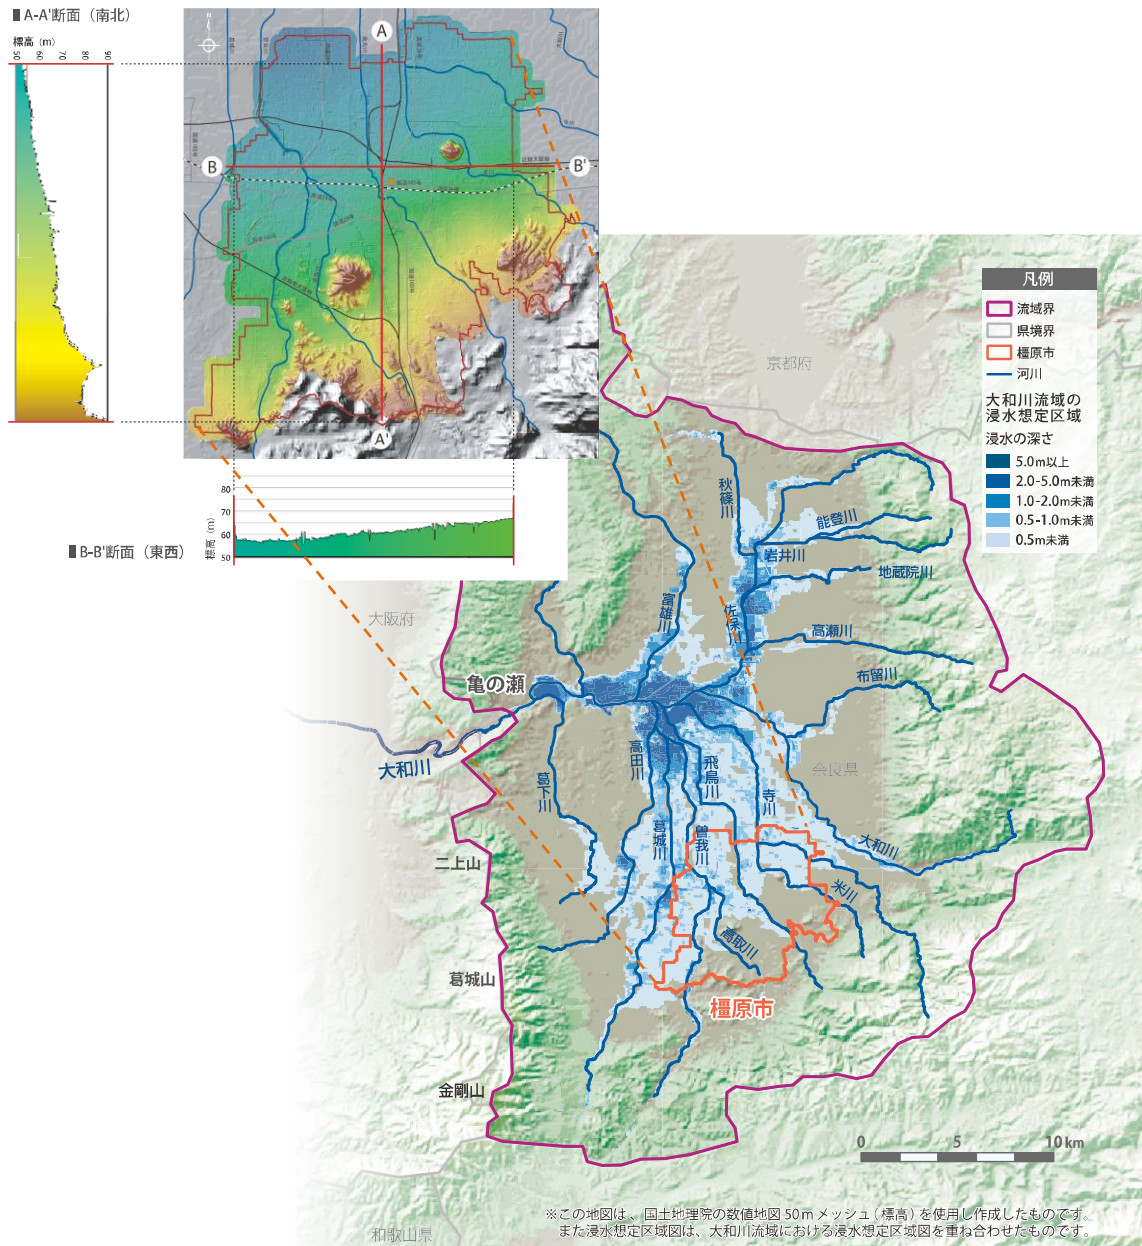 ■A-A'断面（南北）
標高（m）
50
60
70
80
90
N
A
B
B'
A'
80
70
60
50
標高（m）
■B-B'断面（東西）
凡例
流域界
県境界
橿原市
河川
大和川流域の
浸水想定区域
浸水の深さ
5.0m以上
2.0-5.0m未満
1.0-2.0m未満
0.5-1.0m未満
0.5m未満
京都府
大阪府
奈良県
和歌山県
秋篠川
能登川
岩井川
地蔵院川
佐保川
高瀬川
布留川
富雄川
亀の瀬
大和川
葛下川
高田川
飛鳥川
寺川
葛城川
曽我川
大和川
米川
高取川
橿原市
二上山
葛城山
金剛山
0
5
10km
※この地図は、国土地理院の数値地図50mメッシュ（標高）を使用し作成したものです。
また浸水想定区域図は、大和川流域における浸水想定区域図を重ね合わせたものです。